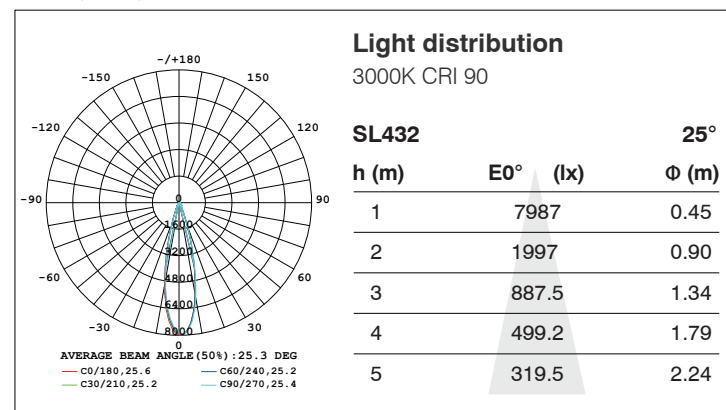 Light distribution
3000K CRI 90
SL432 25°
h (m) E0° (lx) Φ (m)
1 7987 0.45
2 1997 0.90
3 887.5 1.34
4 499.2 1.79
5 319.5 2.24
-/+180
-150 150
-120 120
-90 0 90
1600
3200
-60 4800 60
6400
-30 8000 30
0
AVERAGE BEAM ANGLE(50%):25.3 DEG
C0/180,25.6 C60/240,25.2
C30/210,25.2 C90/270,25.4